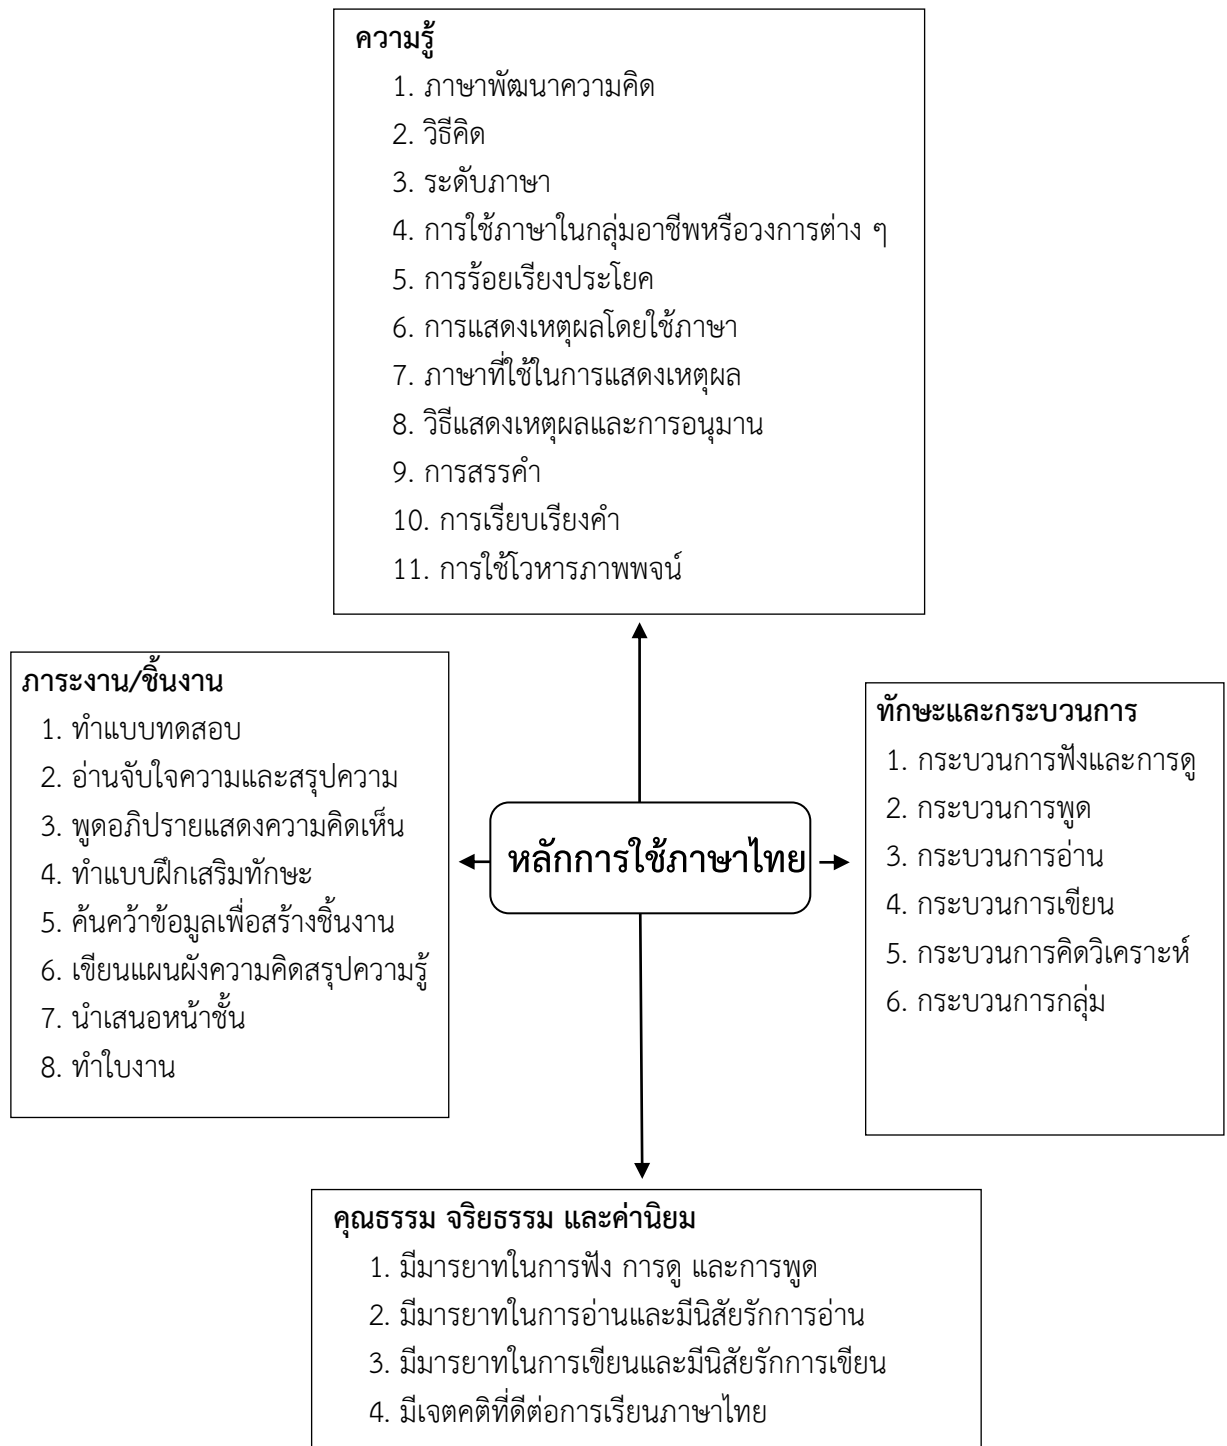 ความรู้
1. ภาษาพัฒนาความคิด
2. วิธีคิด
3. ระดับภาษา
4. การใช้ภาษาในกลุ่มอาชีพหรือวงการต่าง ๆ
5. การร้อยเรียงประโยค
6. การแสดงเหตุผลโดยใช้ภาษา
7. ภาษาที่ใช้ในการแสดงเหตุผล
8. วิธีแสดงเหตุผลและการอนุมาน
9. การสรรคำ
10. การเรียบเรียงคำ
11. การใช้โวหารภาพพจน์
ภาระงาน/ชิ้นงาน
1. ทำแบบทดสอบ
2. อ่านจับใจความและสรุปความ
3. พูดอภิปรายแสดงความคิดเห็น
4. ทำแบบฝึกเสริมทักษะ
5. ค้นคว้าข้อมูลเพื่อสร้างชิ้นงาน
6. เขียนแผนผังความคิดสรุปความรู้
7. นำเสนอหน้าชั้น
8. ทำใบงาน
หลักการใช้ภาษาไทย
ทักษะและกระบวนการ
1. กระบวนการฟังและการดู
2. กระบวนการพูด
3. กระบวนการอ่าน
4. กระบวนการเขียน
5. กระบวนการคิดวิเคราะห์
6. กระบวนการกลุ่ม
คุณธรรม จริยธรรม และค่านิยม
1. มีมารยาทในการฟัง การดู และการพูด
2. มีมารยาทในการอ่านและมีนิสัยรักการอ่าน
3. มีมารยาทในการเขียนและมีนิสัยรักการเขียน
4. มีเจตคติที่ดีต่อการเรียนภาษาไทย